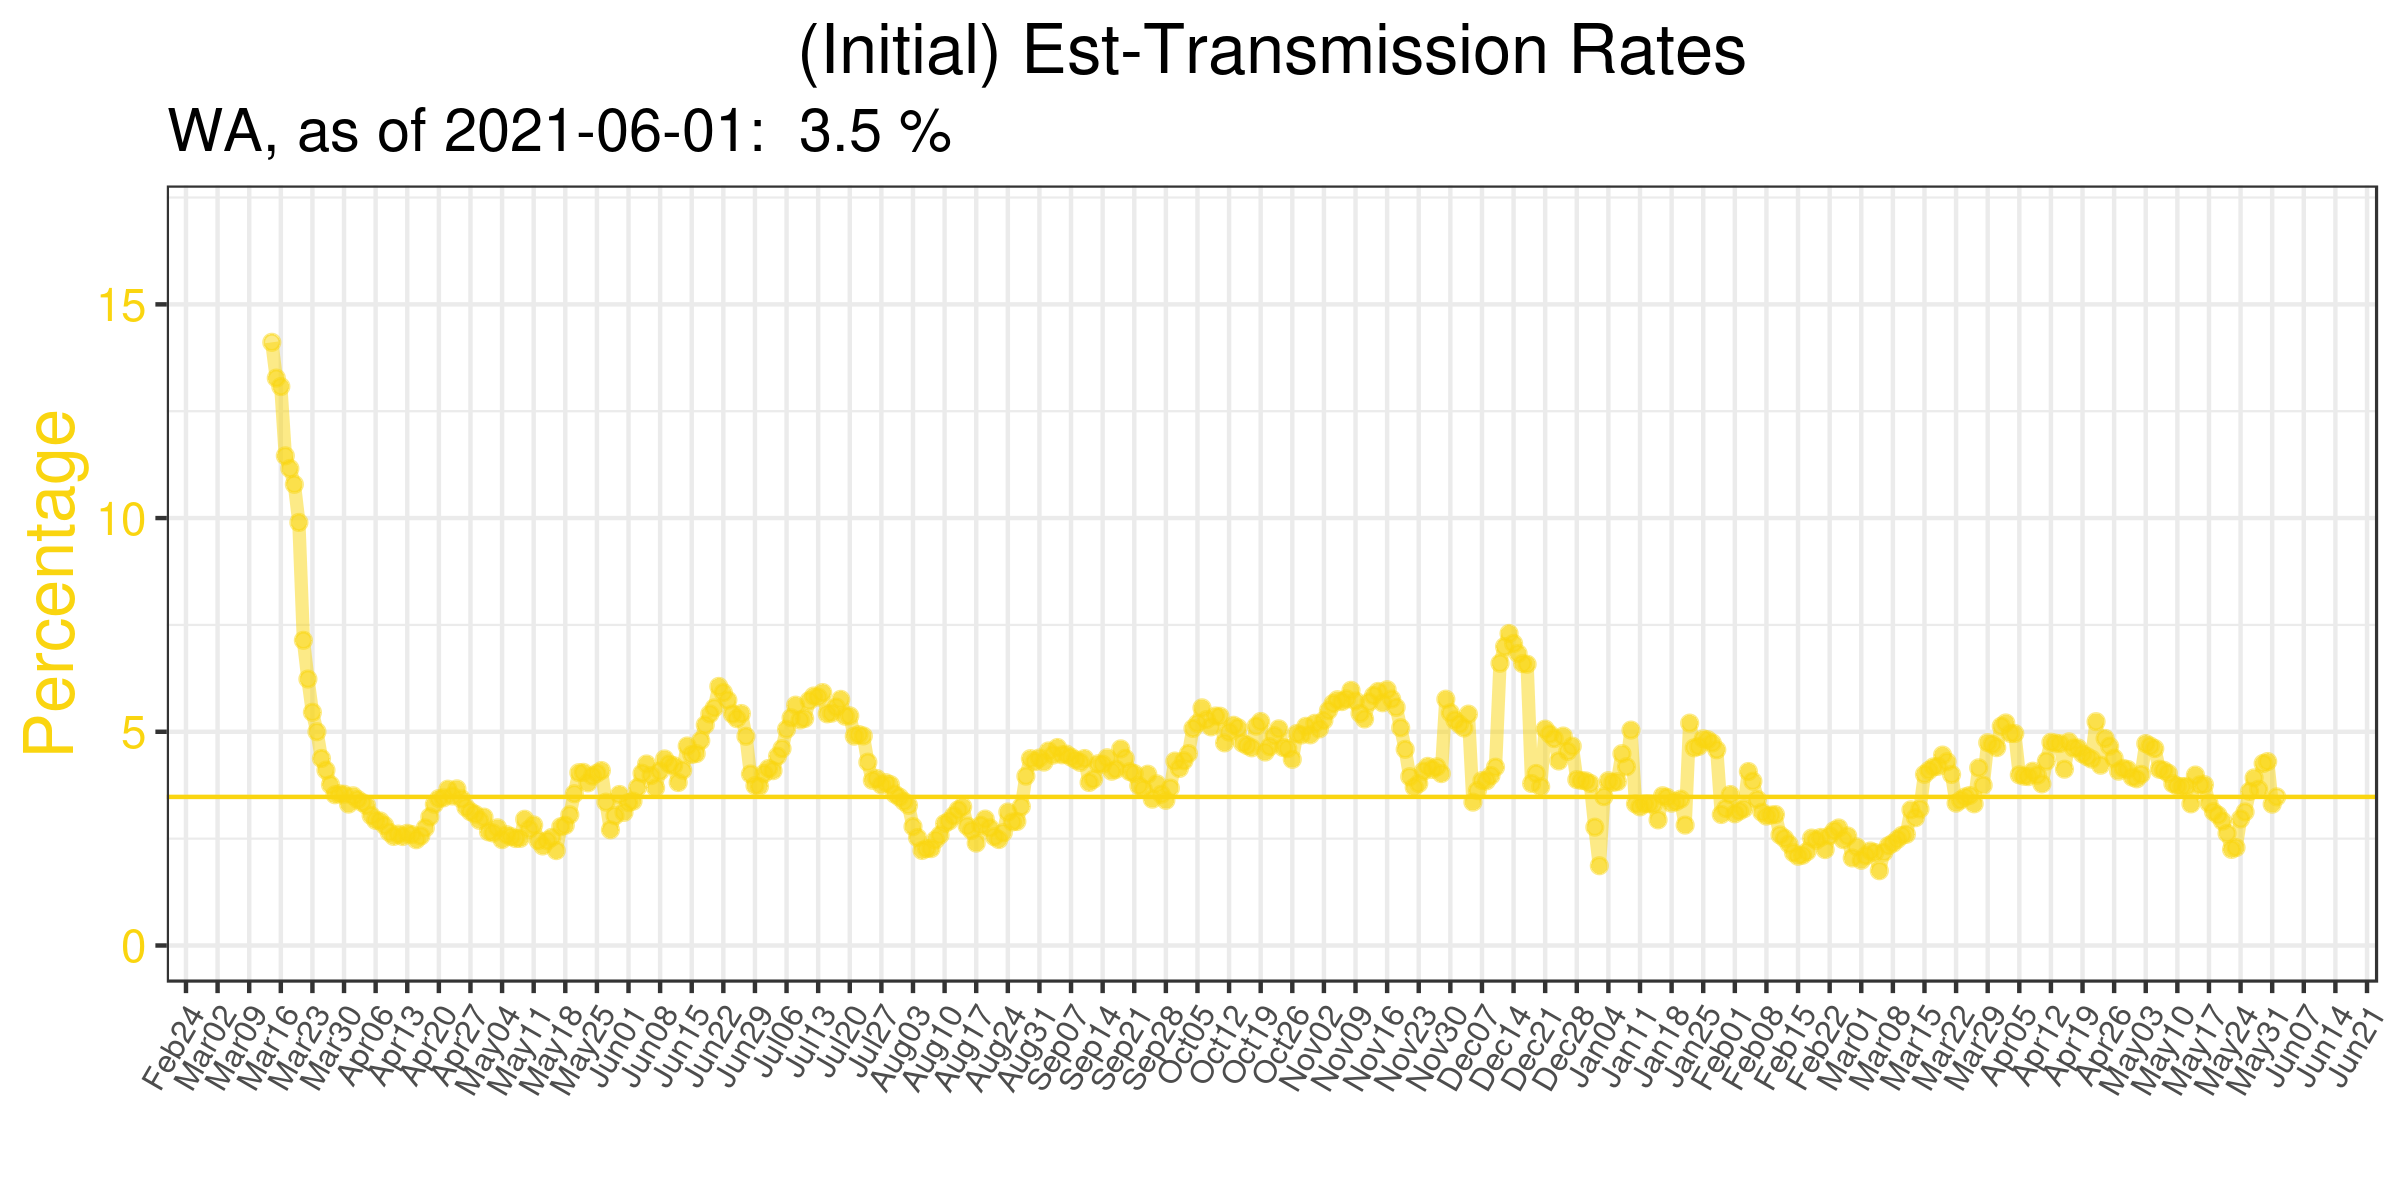 (Initial) Est-Transmission Rates
WA, as of 2021-06-01:  3.5 %
Percentage
15
10
5
0
Feb24
Mar02
Mar09
Mar16
Mar23
Mar30
Apr06
Apr13
Apr20
Apr27
May04
May11
May18
May25
Jun01
Jun08
Jun15
Jun22
Jun29
Jul06
Jul13
Jul20
Jul27
Aug03
Aug10
Aug17
Aug24
Aug31
Sep07
Sep14
Sep21
Sep28
Oct05
Oct12
Oct19
Oct26
Nov02
Nov09
Nov16
Nov23
Nov30
Dec07
Dec14
Dec21
Dec28
Jan04
Jan11
Jan18
Jan25
Feb01
Feb08
Feb15
Feb22
Mar01
Mar08
Mar15
Mar22
Mar29
Apr05
Apr12
Apr19
Apr26
May03
May10
May17
May24
May31
Jun07
Jun14
Jun21